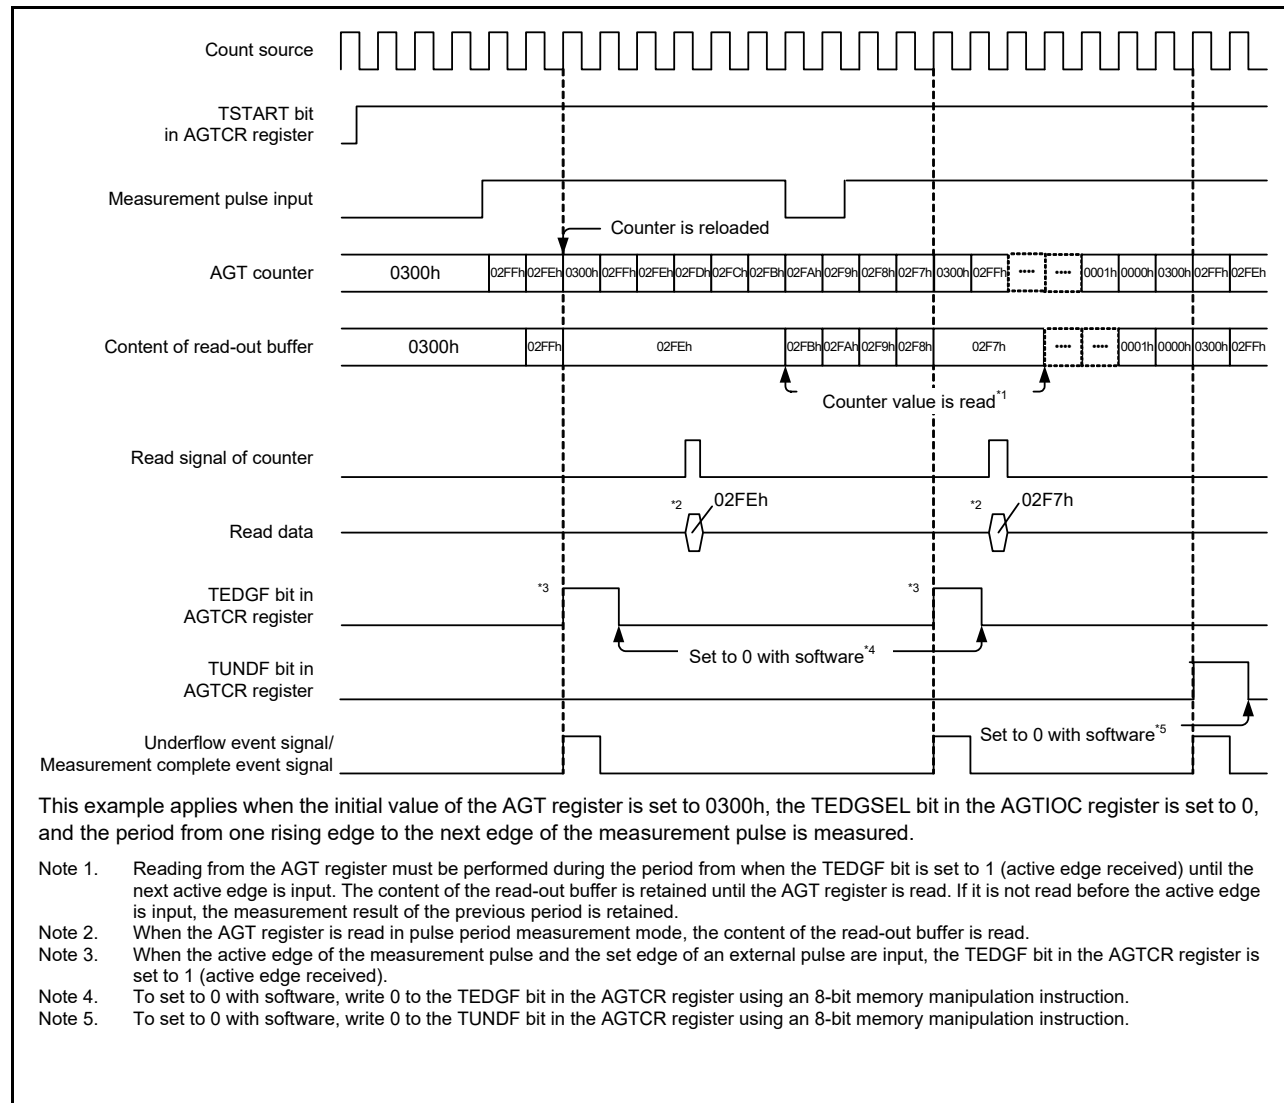 Count source
TSTART bit
in AGTCR register
Measurement pulse input
Counter is reloaded
AGT counter
0300h 02FFh 02FEh 0300h 02FFh 02FEh 02FDh 02FCh 02FBh 02FAh 02F9h 02F8h 02F7h 0300h 02FFh •••• •••• 0001h 0000h 0300h 02FFh 02FEh
Content of read-out buffer
0300h 02FFh 02FEh 02FBh 02FAh 02F9h 02F8h 02F7h •••• •••• 0001h 0000h 0300h 02FFh
Counter value is read*1
Read signal of counter
*2 02FEh *2 02F7h
Read data
TEDGF bit in
AGTCR register
*3 *3
Set to 0 with software*4
TUNDF bit in
AGTCR register
Set to 0 with software*5
Underflow event signal/
Measurement complete event signal
This example applies when the initial value of the AGT register is set to 0300h, the TEDGSEL bit in the AGTIOC register is set to 0,
and the period from one rising edge to the next edge of the measurement pulse is measured.
Note 1. Reading from the AGT register must be performed during the period from when the TEDGF bit is set to 1 (active edge received) until the
next active edge is input. The content of the read-out buffer is retained until the AGT register is read. If it is not read before the active edge
is input, the measurement result of the previous period is retained.
Note 2. When the AGT register is read in pulse period measurement mode, the content of the read-out buffer is read.
Note 3. When the active edge of the measurement pulse and the set edge of an external pulse are input, the TEDGF bit in the AGTCR register is
set to 1 (active edge received).
Note 4. To set to 0 with software, write 0 to the TEDGF bit in the AGTCR register using an 8-bit memory manipulation instruction.
Note 5. To set to 0 with software, write 0 to the TUNDF bit in the AGTCR register using an 8-bit memory manipulation instruction.